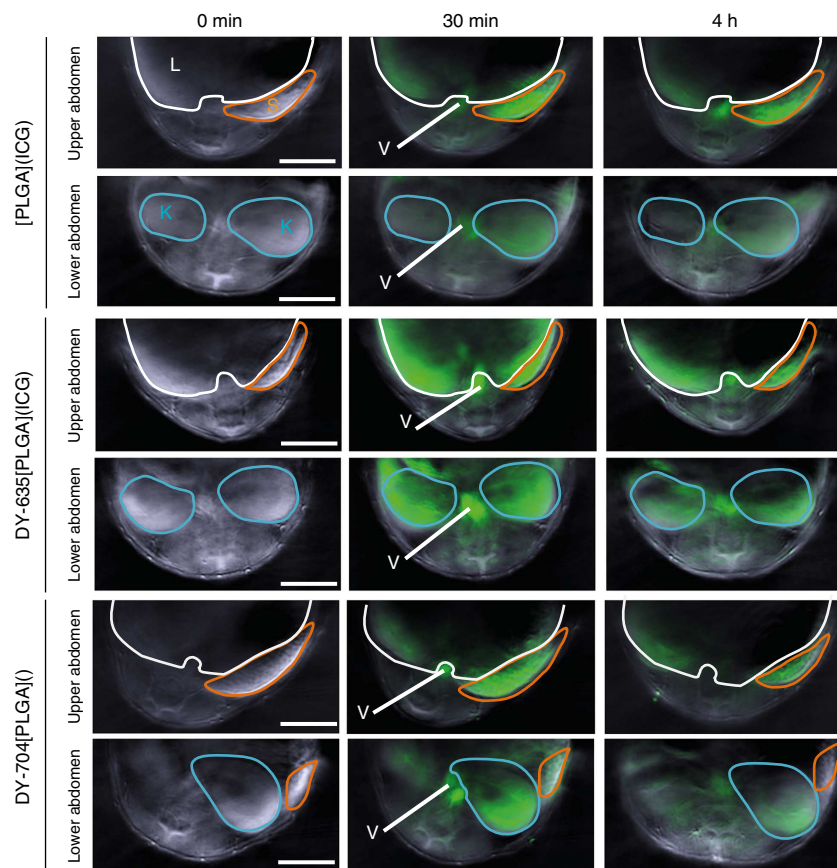 0 min 30 min 4 h
[PLGA](ICG)
Upper abdomen
L
S
V
Lower abdomen
K K
V
DY-635[PLGA](ICG)
Upper abdomen
V
Lower abdomen
V
DY-704[PLGA]()
Upper abdomen
V
Lower abdomen
V